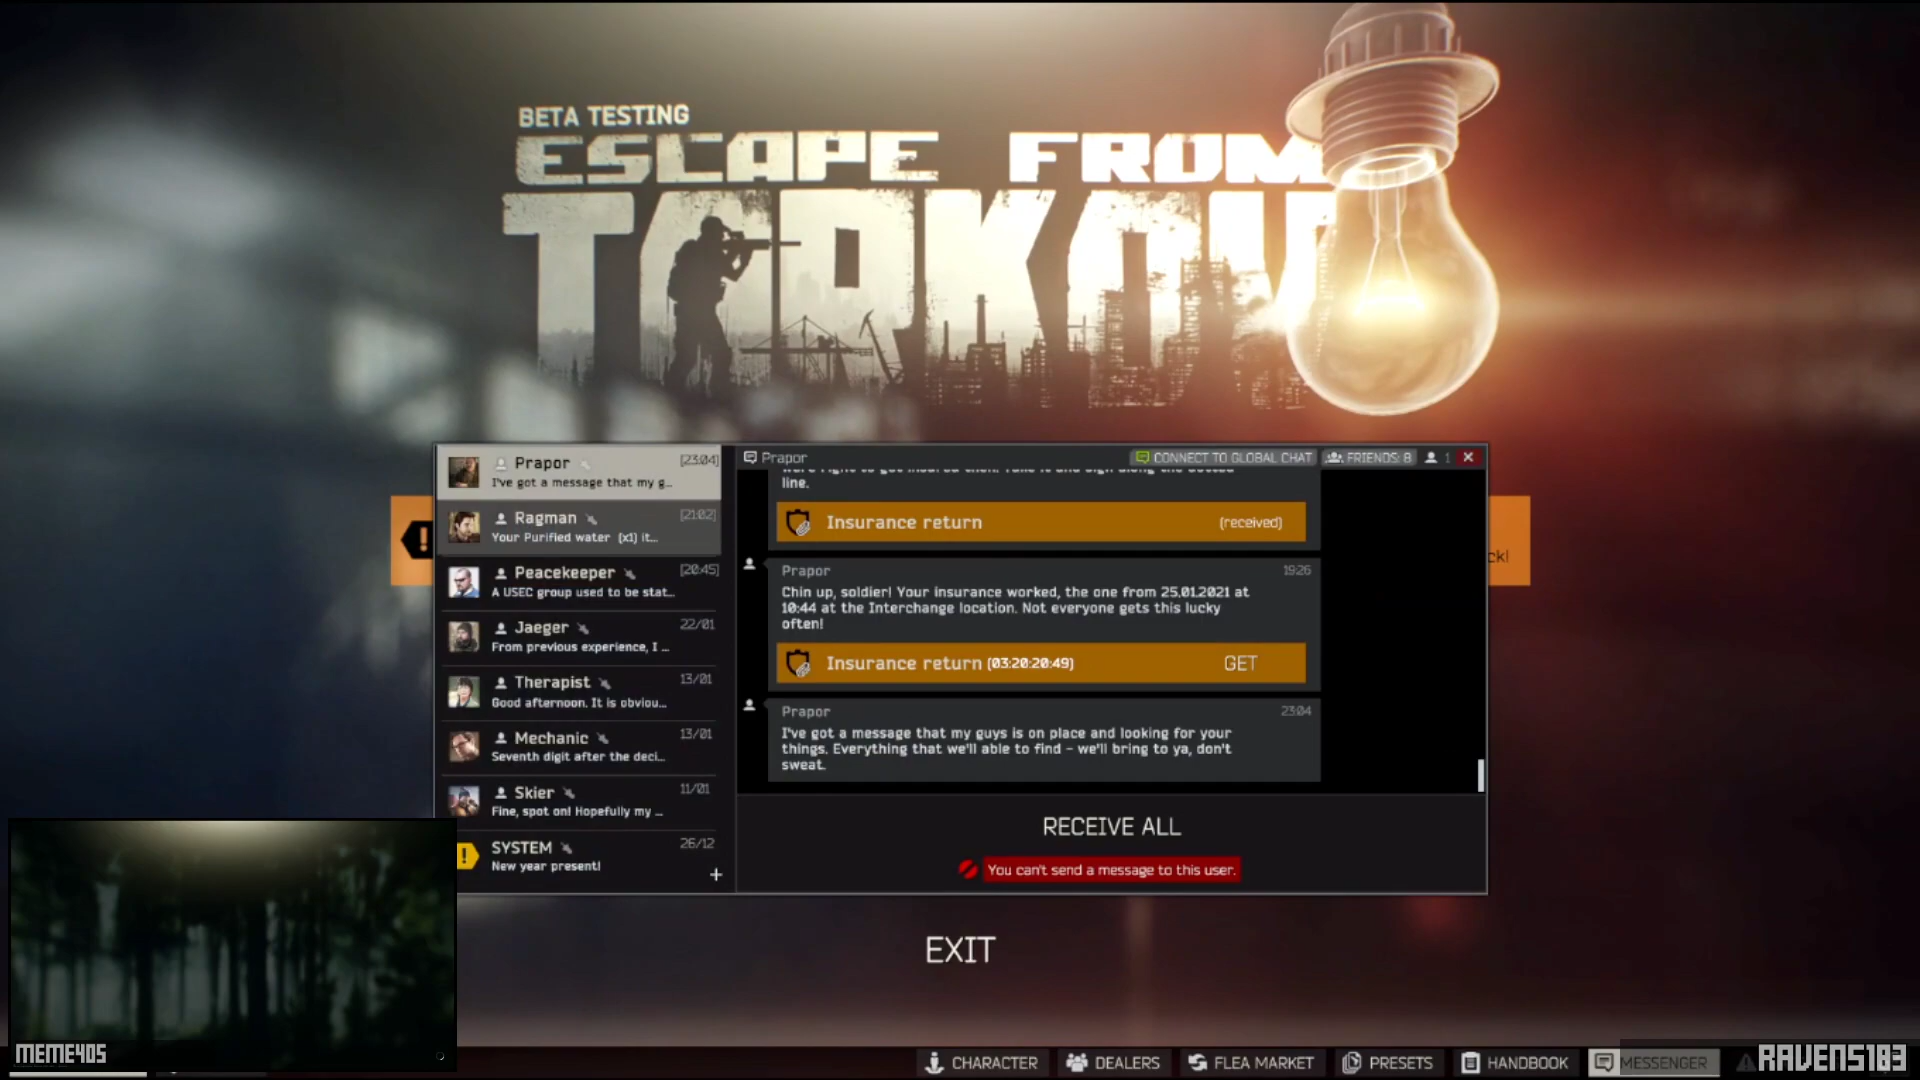 BETA TESTING
ESCAPE FROM
TARKOV
Prapor
[23:04]
I've got a message that my g...
Ragman
[21:02]
Your Purified water (x1) it...
Peacekeeper
[20:45]
A USEC group used to be stat...
Jaeger
22/01
From previous experience, I ...
Therapist
13/01
Good afternoon. It is obviou...
Mechanic
13/01
Seventh digit after the deci...
Skier
11/01
Fine, spot on! Hopefully my ...
SYSTEM
26/12
New year present!
+
Prapor
CONNECT TO GLOBAL CHAT
FRIENDS: 8
1
line.
Insurance return
(received)
Prapor
19:26
Chin up, soldier! Your insurance worked, the one from 25.01.2021 at
10:44 at the Interchange location. Not everyone gets this lucky
often!
Insurance return (03:20:20:49)
GET
Prapor
23:04
I've got a message that my guys is on place and looking for your
things. Everything that we'll able to find - we'll bring to ya, don't
sweat.
RECEIVE ALL
You can't send a message to this user.
ck!
EXIT
MEME405
CHARACTER
DEALERS
FLEA MARKET
PRESETS
HANDBOOK
MESSENGER
RAVENS183